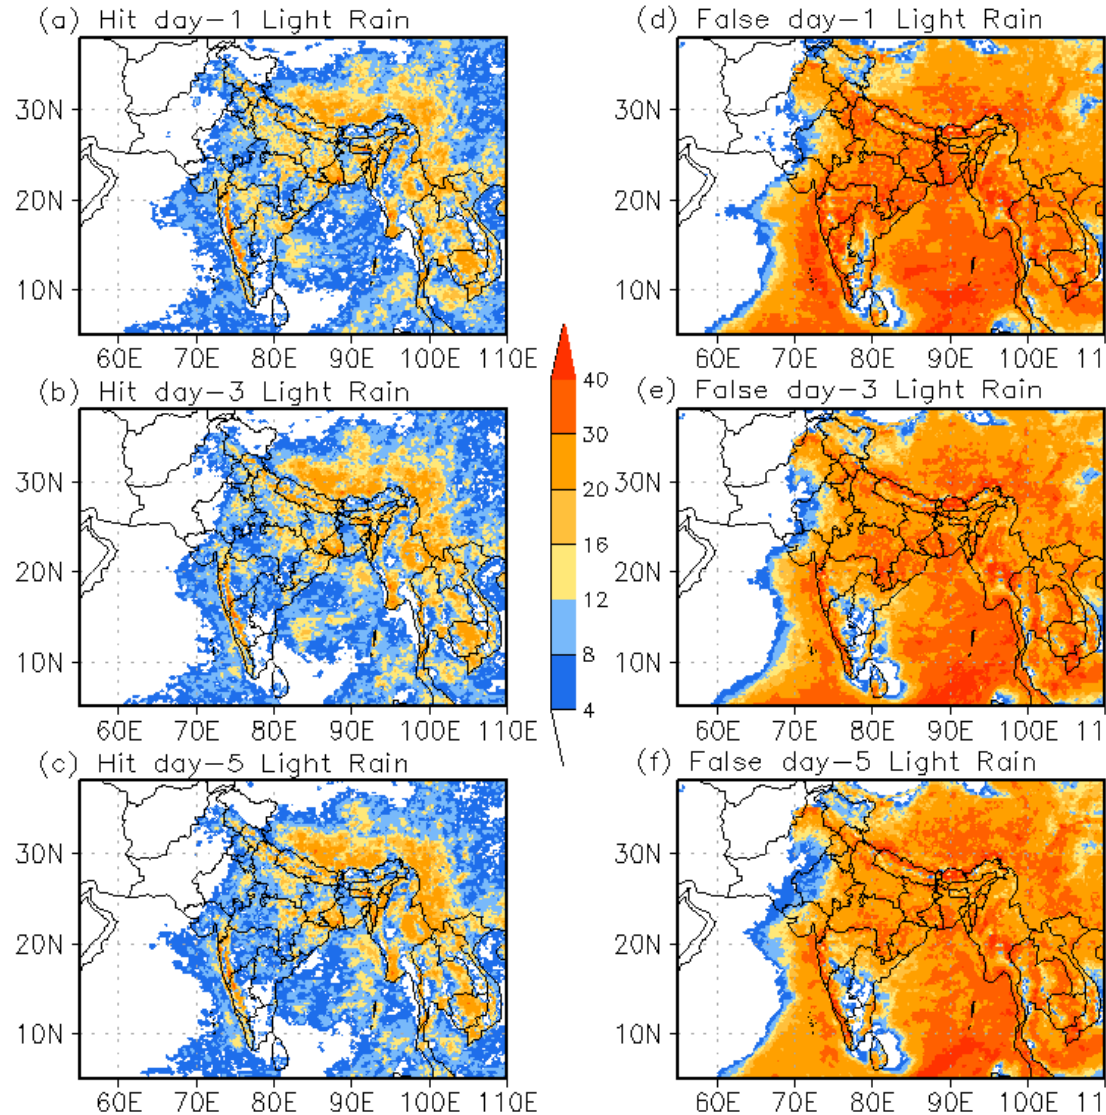 (a) Hit day-1 Light Rain
30N
20N
10N
60E 70E 80E 90E 100E 110E
(b) Hit day-3 Light Rain
30N
20N
10N
60E 70E 80E 90E 100E 110E
(c) Hit day-5 Light Rain
30N
20N
10N
60E 70E 80E 90E 100E 110E
40
30
20
16
12
8
4
(d) False day-1 Light Rain
30N
20N
10N
60E 70E 80E 90E 100E 11
(e) False day-3 Light Rain
30N
20N
10N
60E 70E 80E 90E 100E 11
(f) False day-5 Light Rain
30N
20N
10N
60E 70E 80E 90E 100E 11